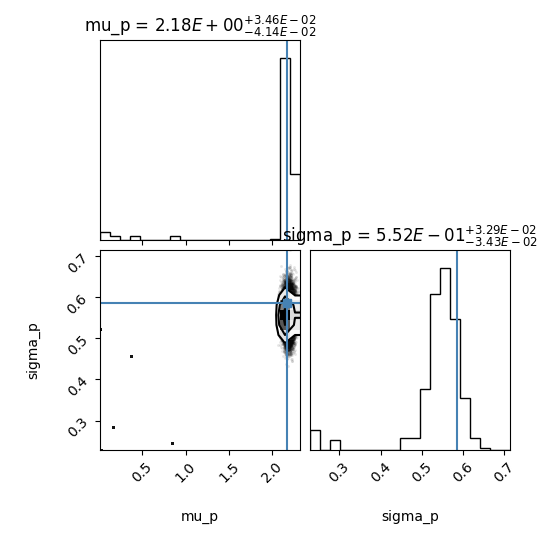 mu_p = 2.18E+00+3.46E−02−4.14E−02
sigma_p = 5.52E−01+3.29E−02−3.43E−02
0.7
0.6
0.5
0.4
0.3
sigma_p
0.5 1.0 1.5 2.0
0.3 0.4 0.5 0.6 0.7
mu_p
sigma_p